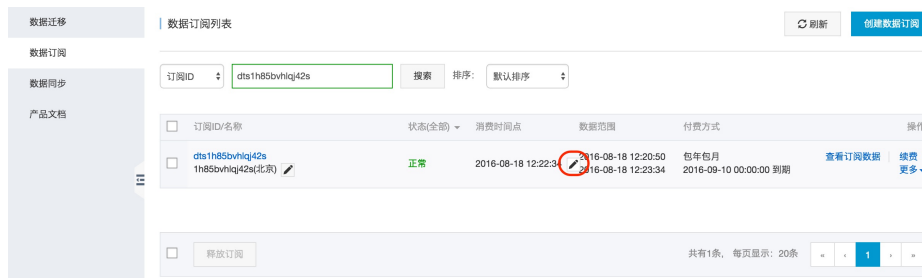 数据迁移
数据订阅
数据同步
产品文档
数据订阅列表
刷新
创建数据订阅
订阅ID
dts1h85bvhlqj42s
搜索
排序:
默认排序
订阅ID/名称
状态(全部)
消费时间点
数据范围
付费方式
操作
dts1h85bvhlqj42s
1h85bvhlqj42s(北京)
正常
2016-08-18 12:22:34
2016-08-18 12:20:50
2016-08-18 12:23:34
包年包月
2016-09-10 00:00:00 到期
查看订阅数据
续费
更多
释放订阅
共有1条, 每页显示: 20条
« ‹ 1 › »